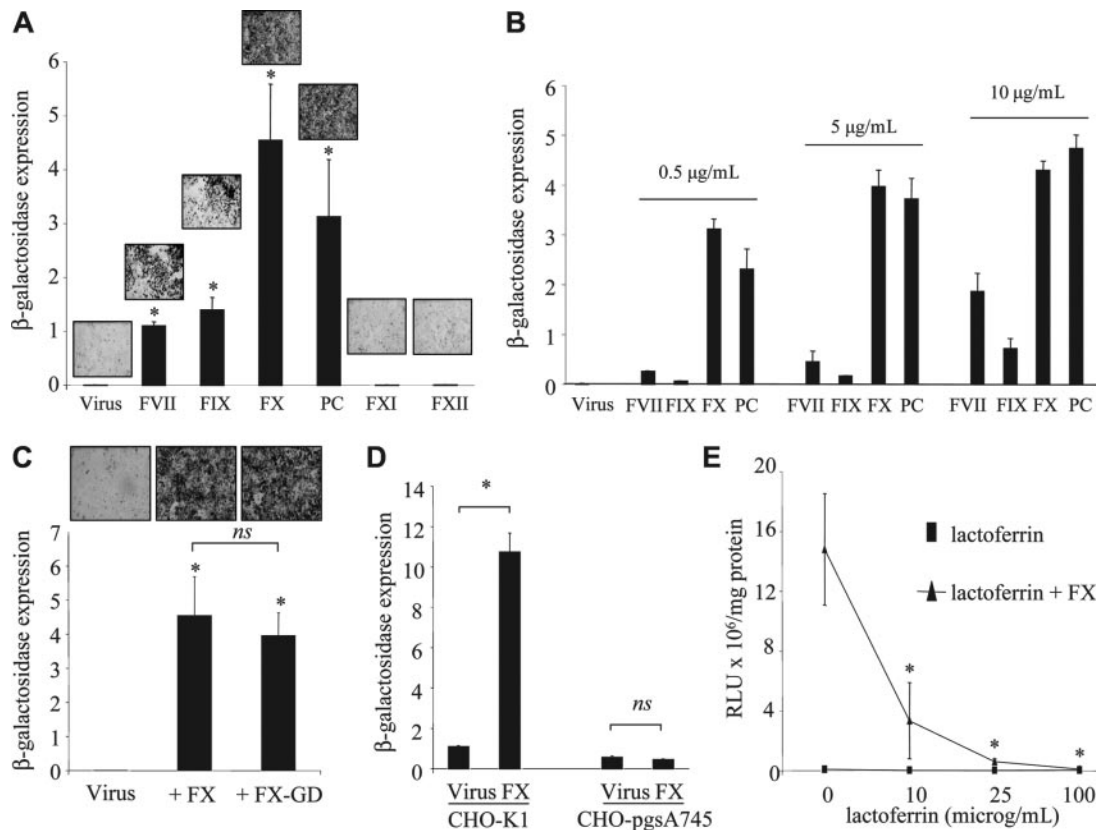 A
β-galactosidase expression
6
5
4
3
2
1
0
*
*
*
*
Virus FVII FIX FX PC FXI FXII
B
β-galactosidase expression
6
5
4
3
2
1
0
0.5 μg/mL
5 μg/mL
10 μg/mL
Virus FVII FIX FX PC FVII FIX FX PC FVII FIX FX PC
C
β-galactosidase expression
7
6
5
4
3
2
1
0
ns
*
*
Virus + FX + FX-GD
D
β-galactosidase expression
14
12
10
8
6
4
2
0
*
ns
Virus FX Virus FX
CHO-K1 CHO-pgsA745
E
RLU x 10⁶/mg protein
20
16
12
8
4
0
lactoferrin
lactoferrin + FX
*
*
*
0 10 25 100
lactoferrin (microg/mL)